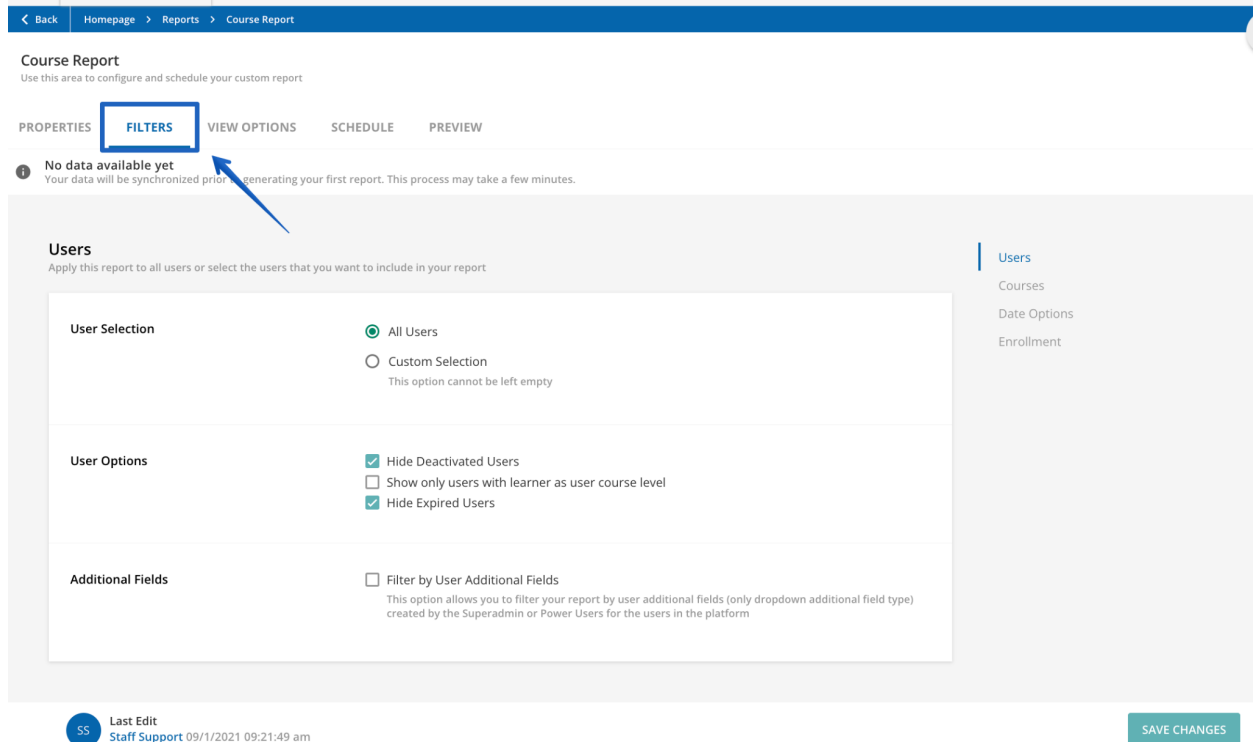 Back Homepage > Reports > Course Report
Course Report
Use this area to configure and schedule your custom report
PROPERTIES FILTERS VIEW OPTIONS SCHEDULE PREVIEW
No data available yet
Your data will be synchronized prior generating your first report. This process may take a few minutes.
Users
Apply this report to all users or select the users that you want to include in your report
User Selection
All Users
Custom Selection
This option cannot be left empty
User Options
Hide Deactivated Users
Show only users with learner as user course level
Hide Expired Users
Additional Fields
Filter by User Additional Fields
This option allows you to filter your report by user additional fields (only dropdown additional field type)
created by the Superadmin or Power Users for the users in the platform
Users
Courses
Date Options
Enrollment
SS
Last Edit
Staff Support 09/1/2021 09:21:49 am
SAVE CHANGES